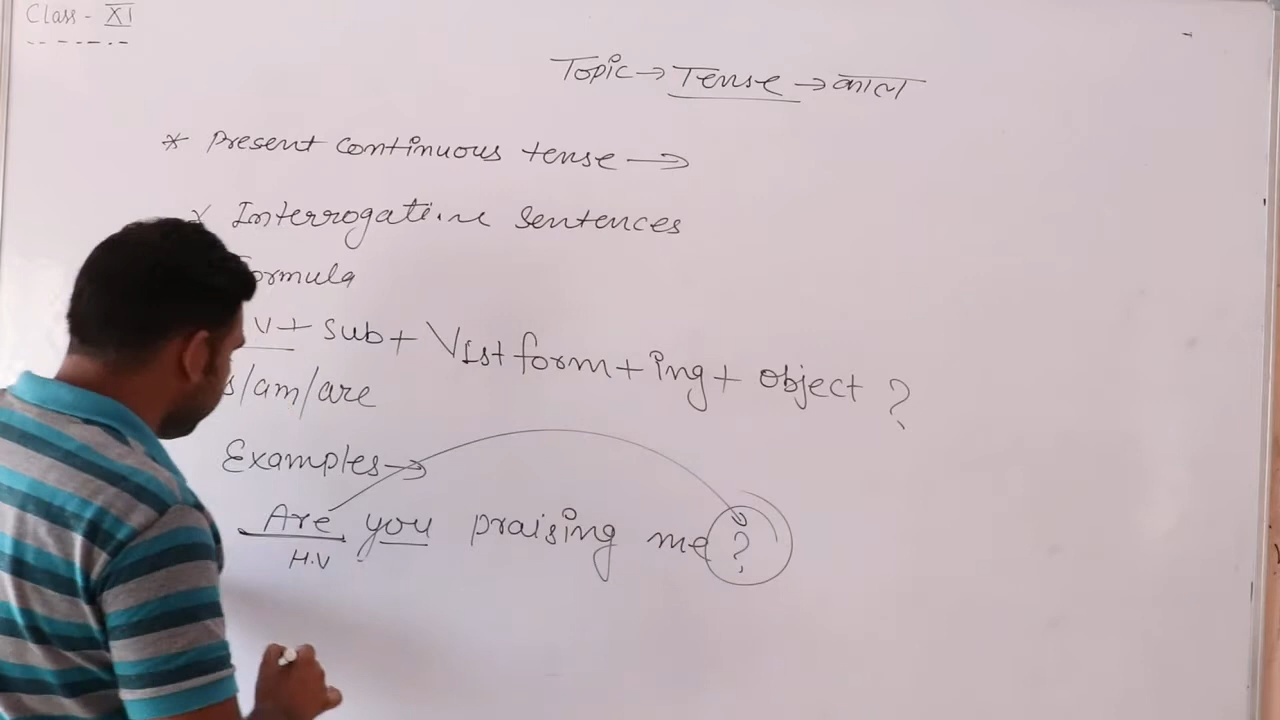 Class - XI
Topic → Tense → काल
* Present continuous tense →
Interrogative sentences
ormula
V + sub + V1st form + ing + object ?
s/am/are
Examples →
Are you praising me ?
H.V